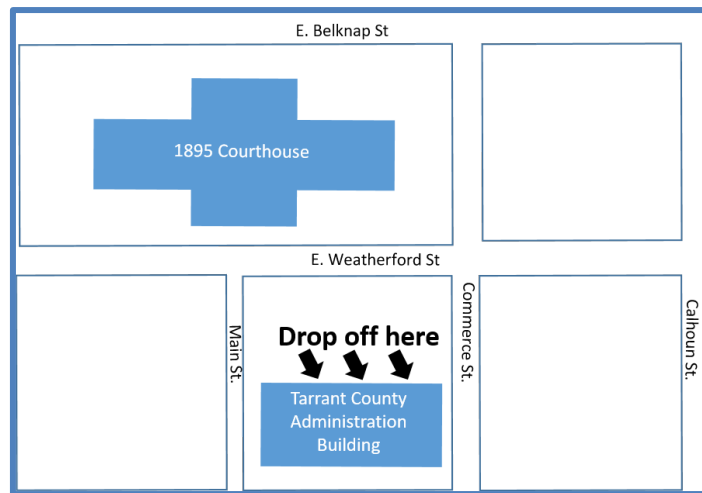 E. Belknap St
1895 Courthouse
E. Weatherford St
Main St.
Drop off here
Tarrant County
Administration
Building
Commerce St.
Calhoun St.